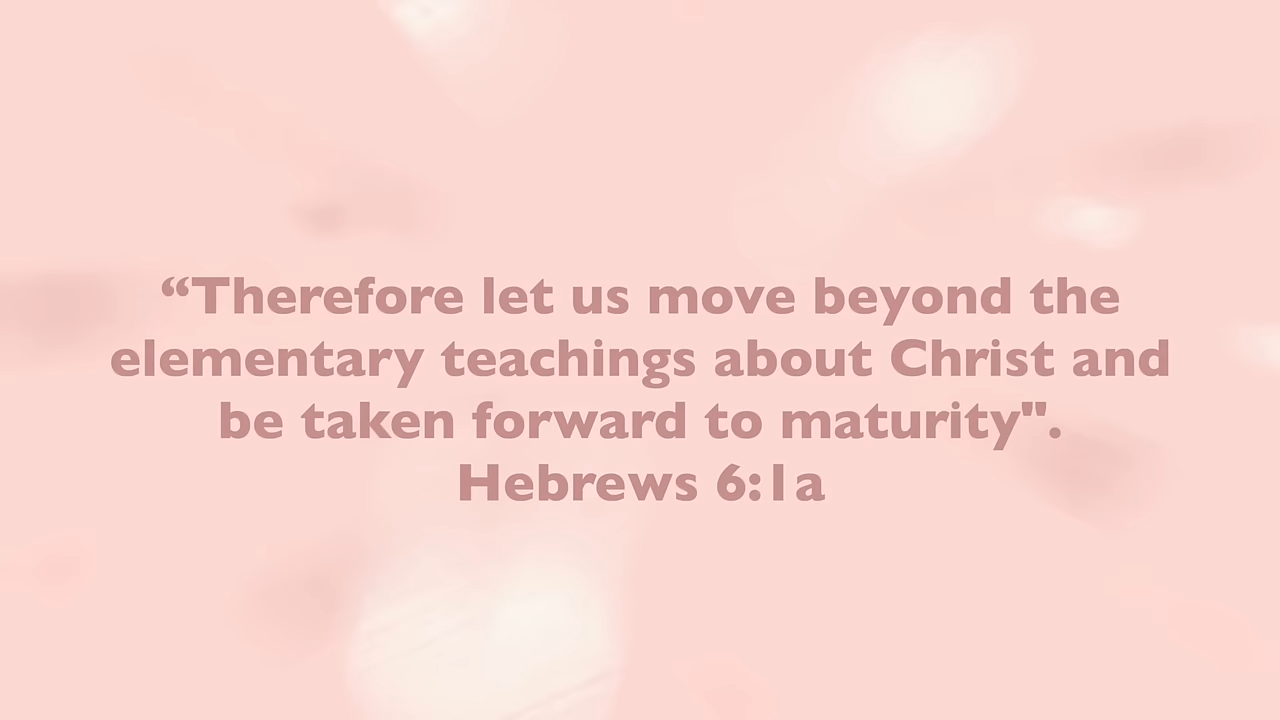 “Therefore let us move beyond the
elementary teachings about Christ and
be taken forward to maturity".
Hebrews 6:1a